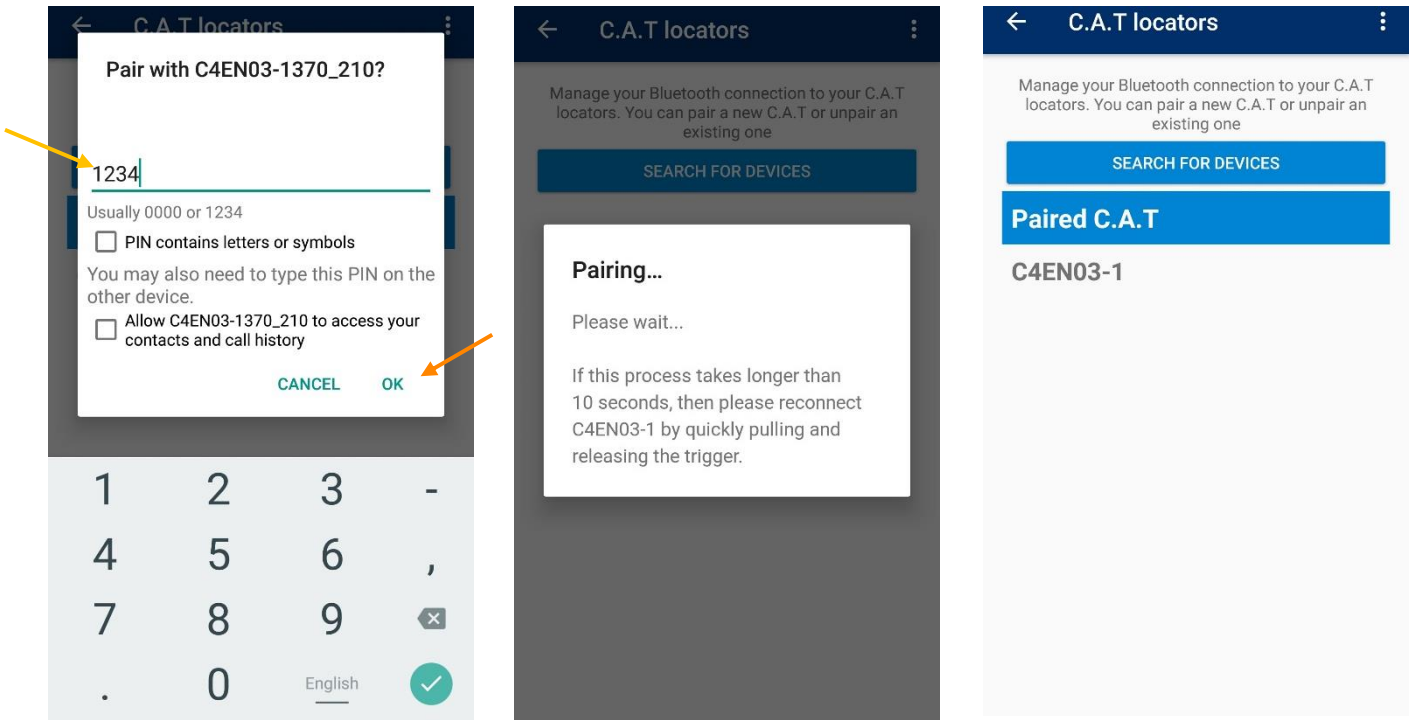 C.A.T locators
Pair with C4EN03-1370_210?
1234
Usually 0000 or 1234
PIN contains letters or symbols
You may also need to type this PIN on the
other device.
Allow C4EN03-1370_210 to access your
contacts and call history
CANCEL OK
1 2 3 -
4 5 6 ,
7 8 9
. 0 English
C.A.T locators
Manage your Bluetooth connection to your C.A.T
locators. You can pair a new C.A.T or unpair an
existing one
SEARCH FOR DEVICES
Pairing...
Please wait...
If this process takes longer than
10 seconds, then please reconnect
C4EN03-1 by quickly pulling and
releasing the trigger.
C.A.T locators
Manage your Bluetooth connection to your C.A.T
locators. You can pair a new C.A.T or unpair an
existing one
SEARCH FOR DEVICES
Paired C.A.T
C4EN03-1